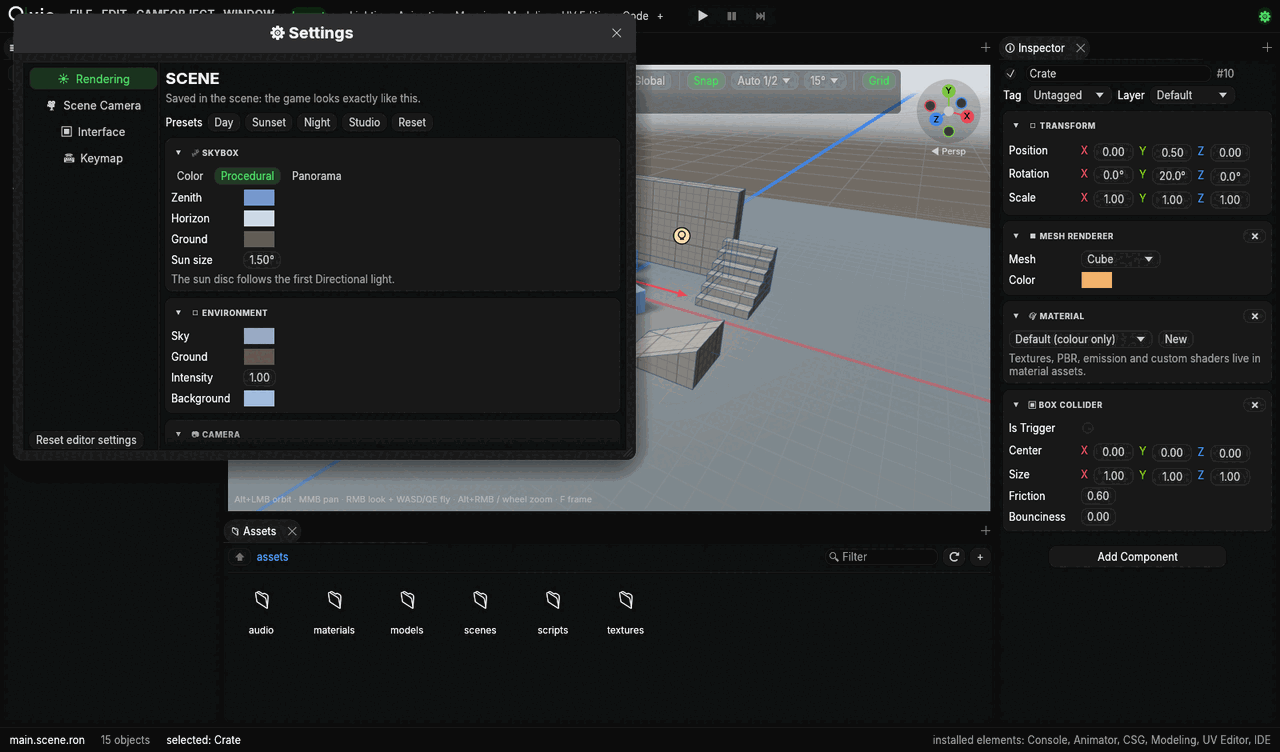 FILE EDIT GAMEOBJECT WINDOW
Code +
Settings
Rendering
Scene Camera
Interface
Keymap
Reset editor settings
SCENE
Saved in the scene: the game looks exactly like this.
Presets Day Sunset Night Studio Reset
SKYBOX
Color Procedural Panorama
Zenith
Horizon
Ground
Sun size 1.50°
The sun disc follows the first Directional light.
ENVIRONMENT
Sky
Ground
Intensity 1.00
Background
CAMERA
Global Snap Auto 1/2 15° Grid
Y
Z X
Persp
Alt+LMB orbit · MMB pan · RMB look + WASD/QE fly · Alt+RMB / wheel zoom · F frame
Assets
assets
Filter
+
audio materials models scenes scripts textures
Inspector
Crate #10
Tag Untagged Layer Default
TRANSFORM
Position X 0.00 Y 0.50 Z 0.00
Rotation X 0.0° Y 20.0° Z 0.0°
Scale X 1.00 Y 1.00 Z 1.00
MESH RENDERER
Mesh Cube
Color
MATERIAL
Default (colour only) New
Textures, PBR, emission and custom shaders live in
material assets.
BOX COLLIDER
Is Trigger
Center X 0.00 Y 0.00 Z 0.00
Size X 1.00 Y 1.00 Z 1.00
Friction 0.60
Bounciness 0.00
Add Component
main.scene.ron 15 objects selected: Crate
installed elements: Console, Animator, CSG, Modeling, UV Editor, IDE